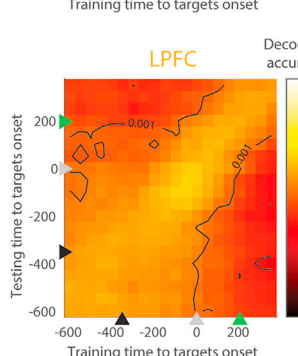 Training time to targets onset
Deco
accur
LPFC
Testing time to targets onset
200
0
-200
-400
-600
0.001
0.001
-600 -400 -200 0 200
Training time to targets onset